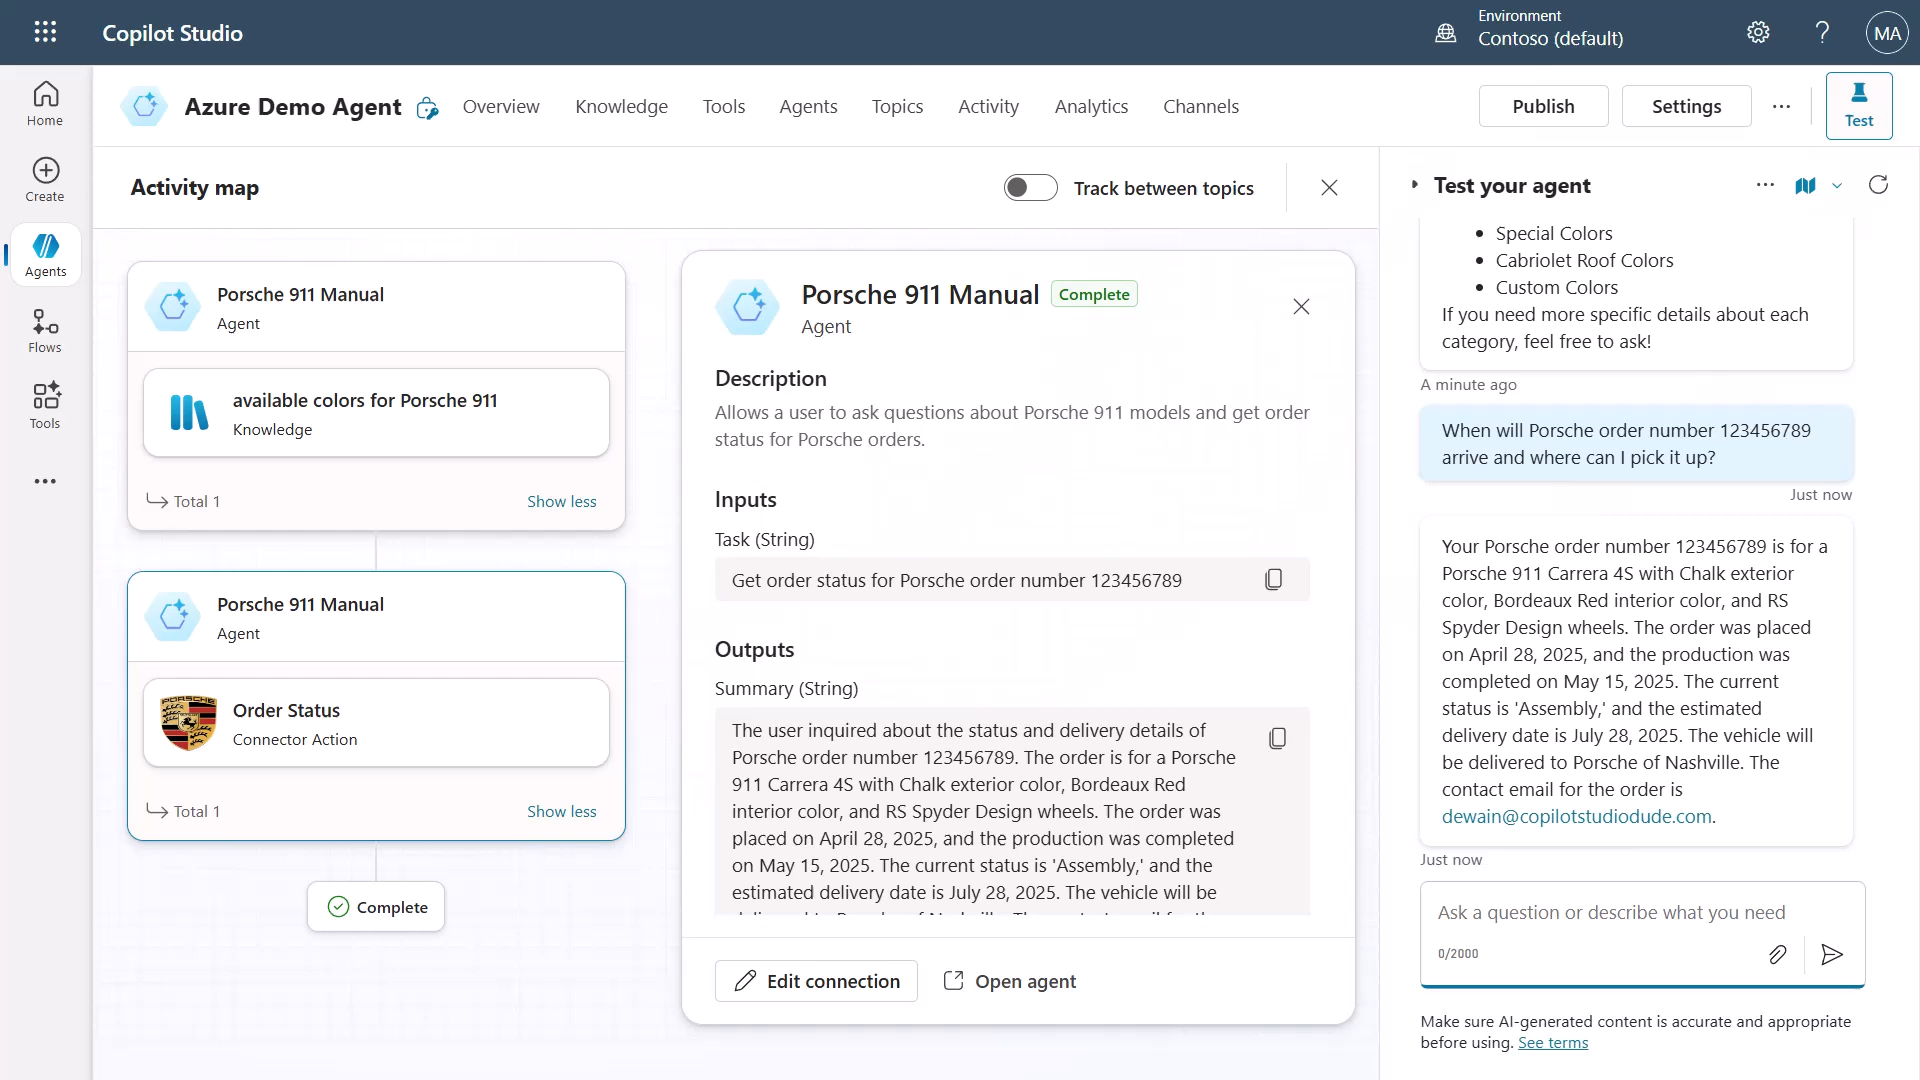 Copilot Studio
Environment
Contoso (default)
MA
Home
Create
Agents
Flows
Tools
Azure Demo Agent
Overview
Knowledge
Tools
Agents
Topics
Activity
Analytics
Channels
Publish
Settings
Test
Activity map
Track between topics
Porsche 911 Manual
Agent
available colors for Porsche 911
Knowledge
Total 1
Show less
Porsche 911 Manual
Agent
PORSCHE
Order Status
Connector Action
Total 1
Show less
Complete
Porsche 911 Manual
Complete
Agent
Description
Allows a user to ask questions about Porsche 911 models and get order
status for Porsche orders.
Inputs
Task (String)
Get order status for Porsche order number 123456789
Outputs
Summary (String)
The user inquired about the status and delivery details of
Porsche order number 123456789. The order is for a Porsche
911 Carrera 4S with Chalk exterior color, Bordeaux Red
interior color, and RS Spyder Design wheels. The order was
placed on April 28, 2025, and the production was completed
on May 15, 2025. The current status is 'Assembly,' and the
estimated delivery date is July 28, 2025. The vehicle will be
Edit connection
Open agent
Test your agent
• Special Colors
• Cabriolet Roof Colors
• Custom Colors
If you need more specific details about each
category, feel free to ask!
A minute ago
When will Porsche order number 123456789
arrive and where can I pick it up?
Just now
Your Porsche order number 123456789 is for a
Porsche 911 Carrera 4S with Chalk exterior
color, Bordeaux Red interior color, and RS
Spyder Design wheels. The order was placed
on April 28, 2025, and the production was
completed on May 15, 2025. The current
status is 'Assembly,' and the estimated
delivery date is July 28, 2025. The vehicle will
be delivered to Porsche of Nashville. The
contact email for the order is
dewain@copilotstudiodude.com.
Just now
Ask a question or describe what you need
0/2000
Make sure AI-generated content is accurate and appropriate
before using. See terms